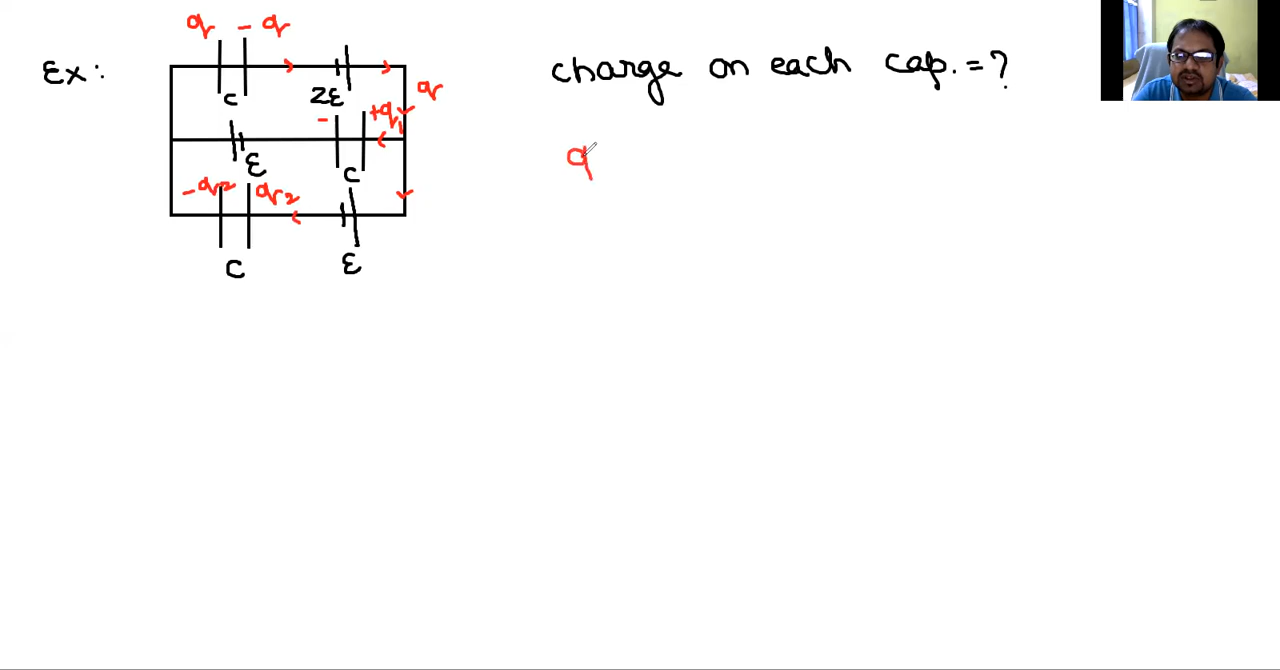 Ex:
charge on each cap. = ?
q
- q
c
2ε
q
-
+q1
ε
c
q
-q2
q2
c
ε